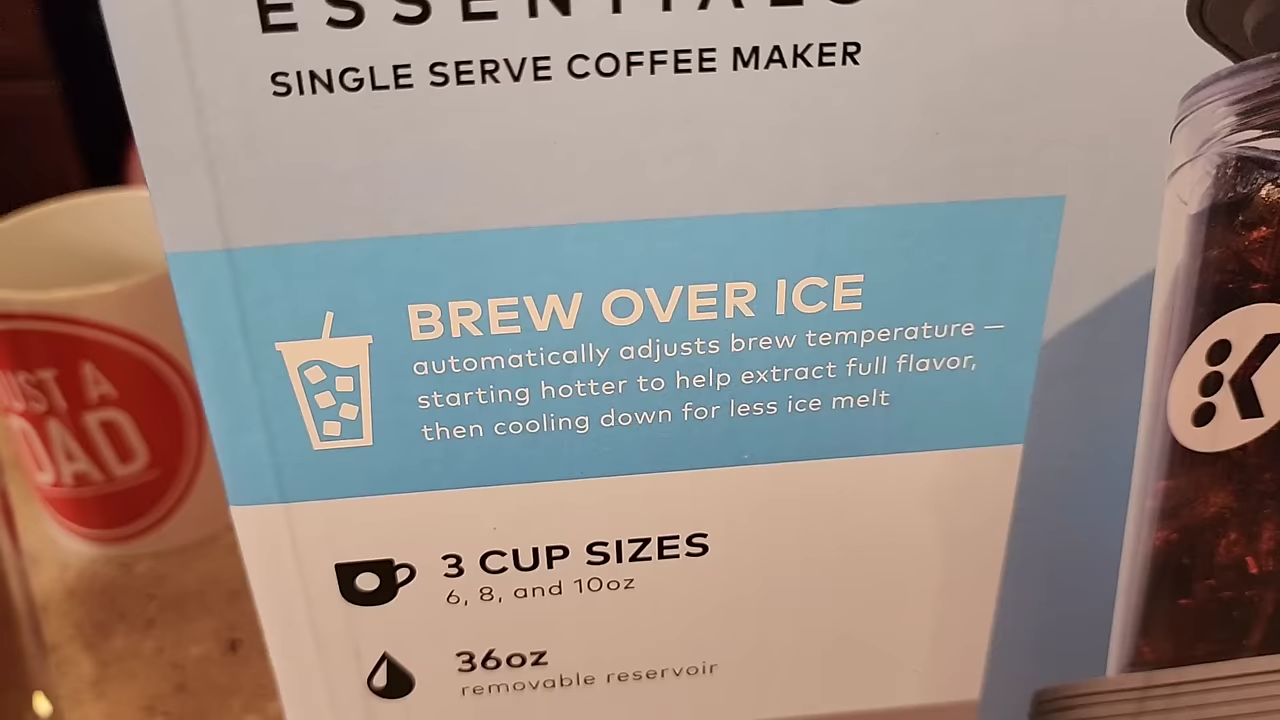 ESSENTIALS
SINGLE SERVE COFFEE MAKER
BREW OVER ICE
automatically adjusts brew temperature —
starting hotter to help extract full flavor,
then cooling down for less ice melt
3 CUP SIZES
6, 8, and 10oz
36oz
removable reservoir
JUST A
DAD
K